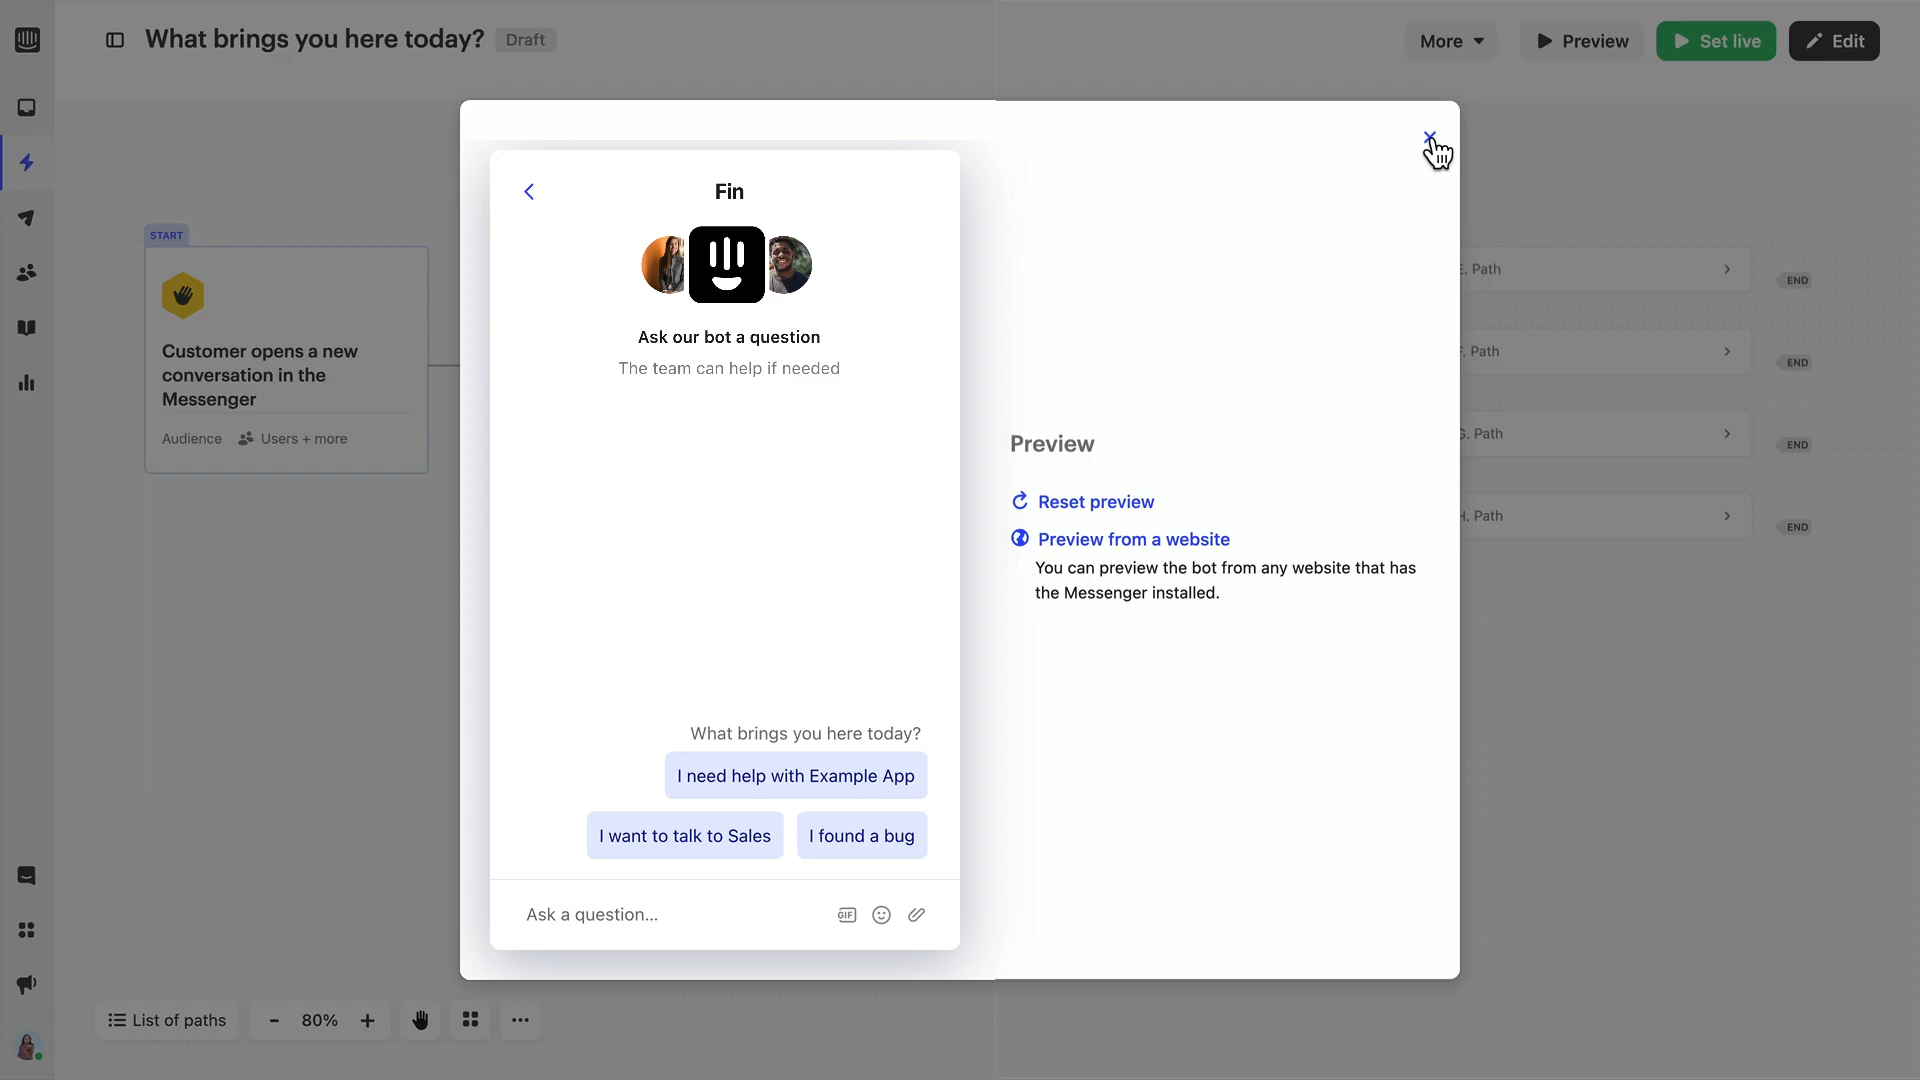 What brings you here today?
Draft
More
Preview
Set live
Edit
START
Customer opens a new
conversation in the
Messenger
Audience
Users + more
Fin
Ask our bot a question
The team can help if needed
What brings you here today?
I need help with Example App
I want to talk to Sales
I found a bug
Ask a question...
GIF
Preview
Reset preview
Preview from a website
You can preview the bot from any website that has
the Messenger installed.
E. Path
END
F. Path
END
G. Path
END
H. Path
END
List of paths
80%